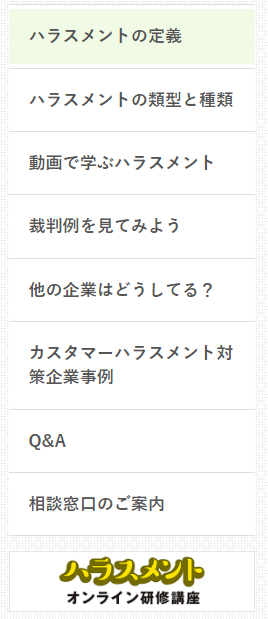 ハラスメントの定義
ハラスメントの類型と種類
動画で学ぶハラスメント
裁判例を見てみよう
他の企業はどうしてる？
カスタマーハラスメント対
策企業事例
Q&A
相談窓口のご案内
ハラスメント
オンライン研修講座